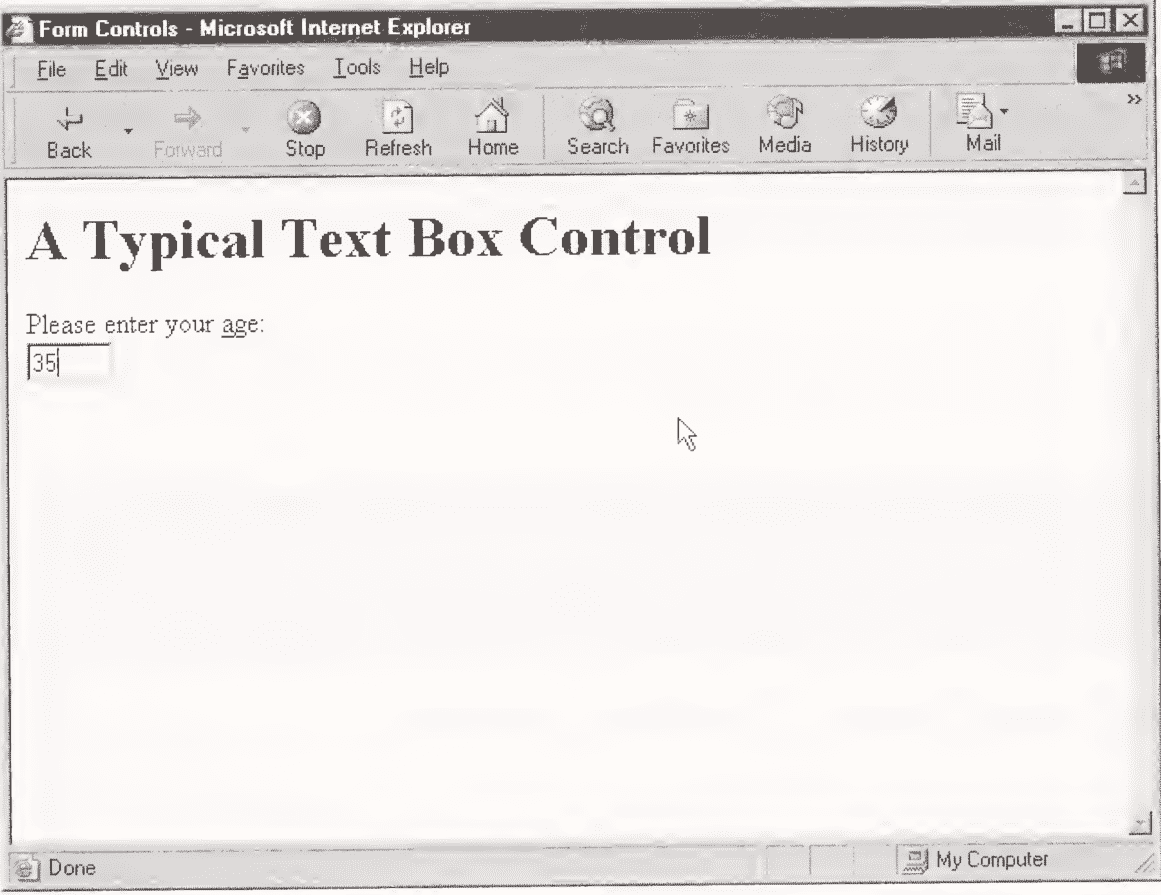 Form Controls - Microsoft Internet Explorer
File Edit View Favorites Tools Help
»
Back Forward Stop Refresh Home Search Favorites Media History Mail
A Typical Text Box Control
Please enter your age:
35
Done My Computer